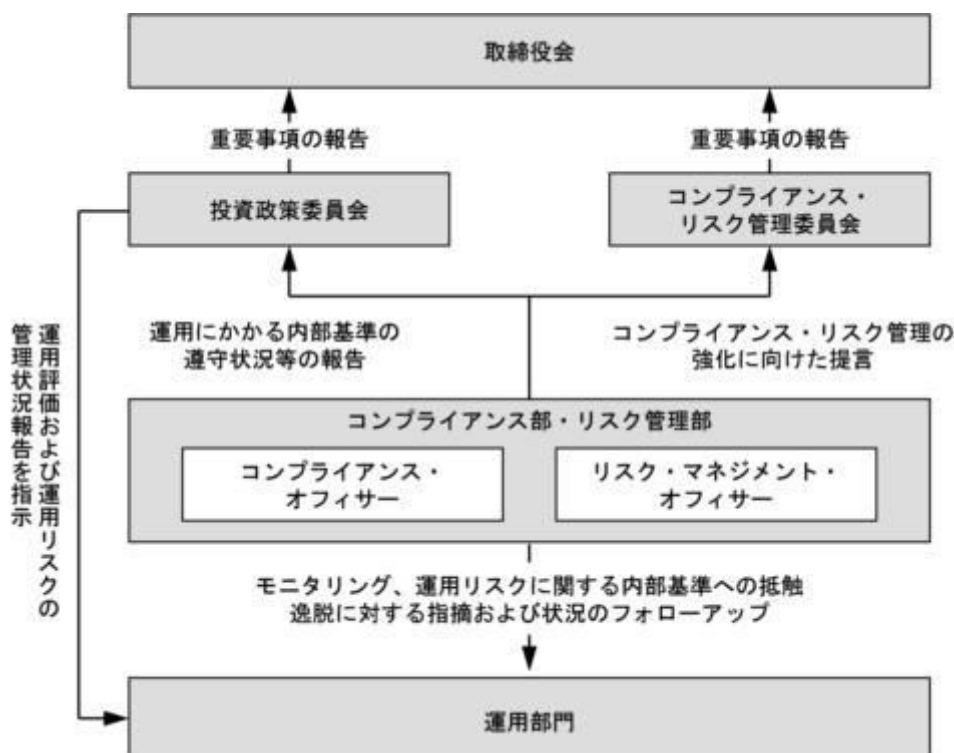 取締役会
重要事項の報告
重要事項の報告
投資政策委員会
コンプライアンス・
リスク管理委員会
運用にかかる内部基準の
遵守状況等の報告
コンプライアンス・リスク管理の
強化に向けた提言
運用評価および運用リスクの
管理状況報告を指示
コンプライアンス部・リスク管理部
コンプライアンス・
オフィサー
リスク・マネジメント・
オフィサー
モニタリング、運用リスクに関する内部基準への抵触
逸脱に対する指摘および状況のフォローアップ
運用部門